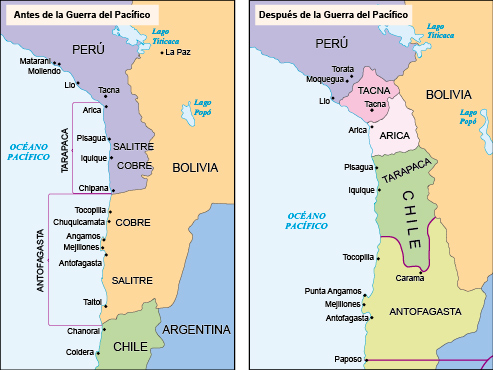 Antes de la Guerra del Pacífico
PERÚ
Lago
Titicaca
La Paz
Matarani
Mollendo
Ilo
Tacna
Arica
Lago
Popó
OCÉANO
PACÍFICO
TARAPACA
Pisagua
Iquique
SALITRE
COBRE
BOLIVIA
Chipana
Tocopilla
Chuquicamata
COBRE
Angamos
Mejillones
Antofagasta
ANTOFAGASTA
SALITRE
Taltol
Chanoral
ARGENTINA
CHILE
Coldera
Después de la Guerra del Pacífico
PERÚ
Lago
Titicaca
Torata
Moquegua
TACNA
BOLIVIA
Ilo
Tacna
Lago
Popó
Arica
ARICA
Pisagua
TARAPACA
Iquique
CHILE
OCÉANO
PACÍFICO
Tocopilla
Carama
Punta Angamos
Mejillones
Antofagasta
ANTOFAGASTA
Paposo